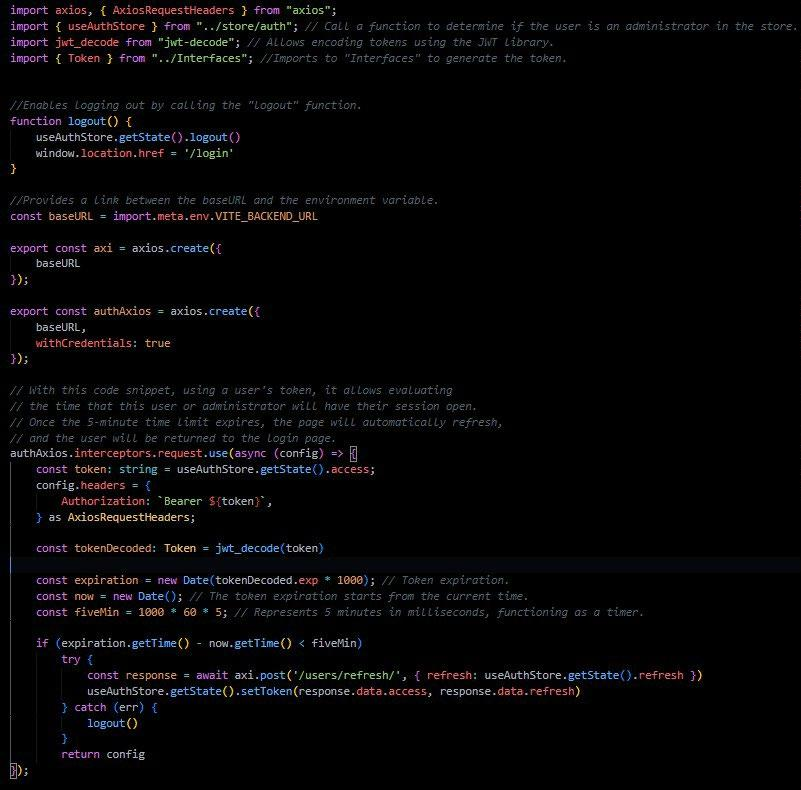 import axios, { AxiosRequestHeaders } from "axios";
import { useAuthStore } from "../store/auth"; // Call a function to determine if the user is an administrator in the store.
import jwt_decode from "jwt-decode"; // Allows encoding tokens using the JWT library.
import { Token } from "../Interfaces"; //Imports to "Interfaces" to generate the token.
//Enables logging out by calling the "logout" function.
function logout() {
    useAuthStore.getState().logout()
    window.location.href = '/login'
}
//Provides a link between the baseURL and the environment variable.
const baseURL = import.meta.env.VITE_BACKEND_URL
export const axi = axios.create({
    baseURL
});
export const authAxios = axios.create({
    baseURL,
    withCredentials: true
});
// With this code snippet, using a user's token, it allows evaluating
// the time that this user or administrator will have their session open.
// Once the 5-minute time limit expires, the page will automatically refresh,
// and the user will be returned to the login page.
authAxios.interceptors.request.use(async (config) => {
    const token: string = useAuthStore.getState().access;
    config.headers = {
        Authorization: `Bearer ${token}`,
    } as AxiosRequestHeaders;
    const tokenDecoded: Token = jwt_decode(token)
    const expiration = new Date(tokenDecoded.exp * 1000); // Token expiration.
    const now = new Date(); // The token expiration starts from the current time.
    const fiveMin = 1000 * 60 * 5; // Represents 5 minutes in milliseconds, functioning as a timer.
    if (expiration.getTime() - now.getTime() < fiveMin)
        try {
            const response = await axi.post('/users/refresh/', { refresh: useAuthStore.getState().refresh })
            useAuthStore.getState().setToken(response.data.access, response.data.refresh)
        } catch (err) {
            logout()
        }
        return config
});